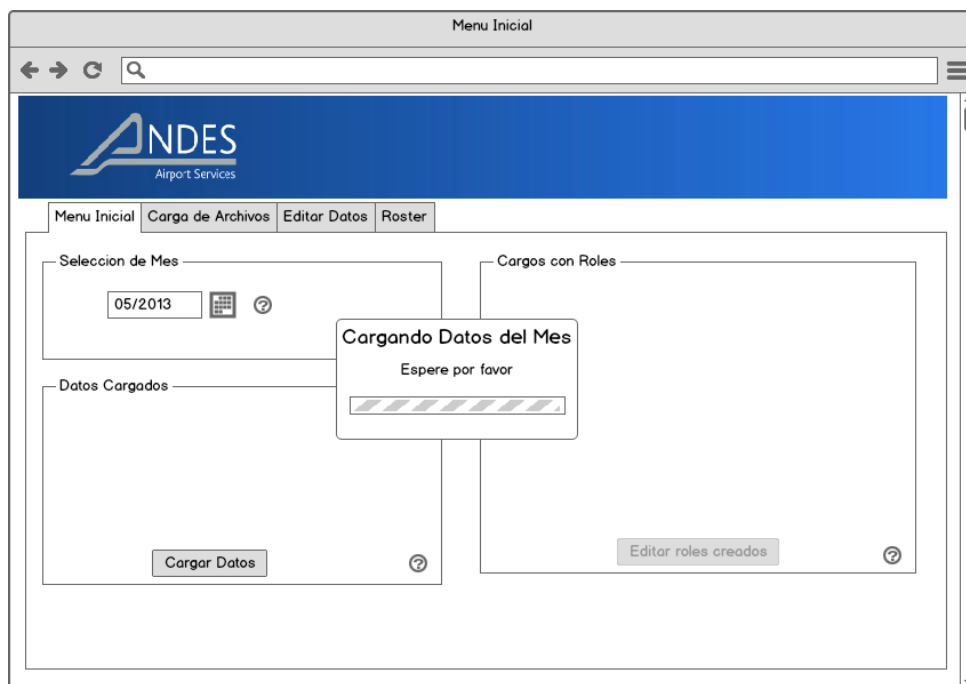 Menu Inicial
ANDES
Airport Services
Menu Inicial Carga de Archivos Editar Datos Roster
Seleccion de Mes
05/2013
?
Cargos con Roles
Cargando Datos del Mes
Espere por favor
Datos Cargados
Cargar Datos
?
Editar roles creados
?